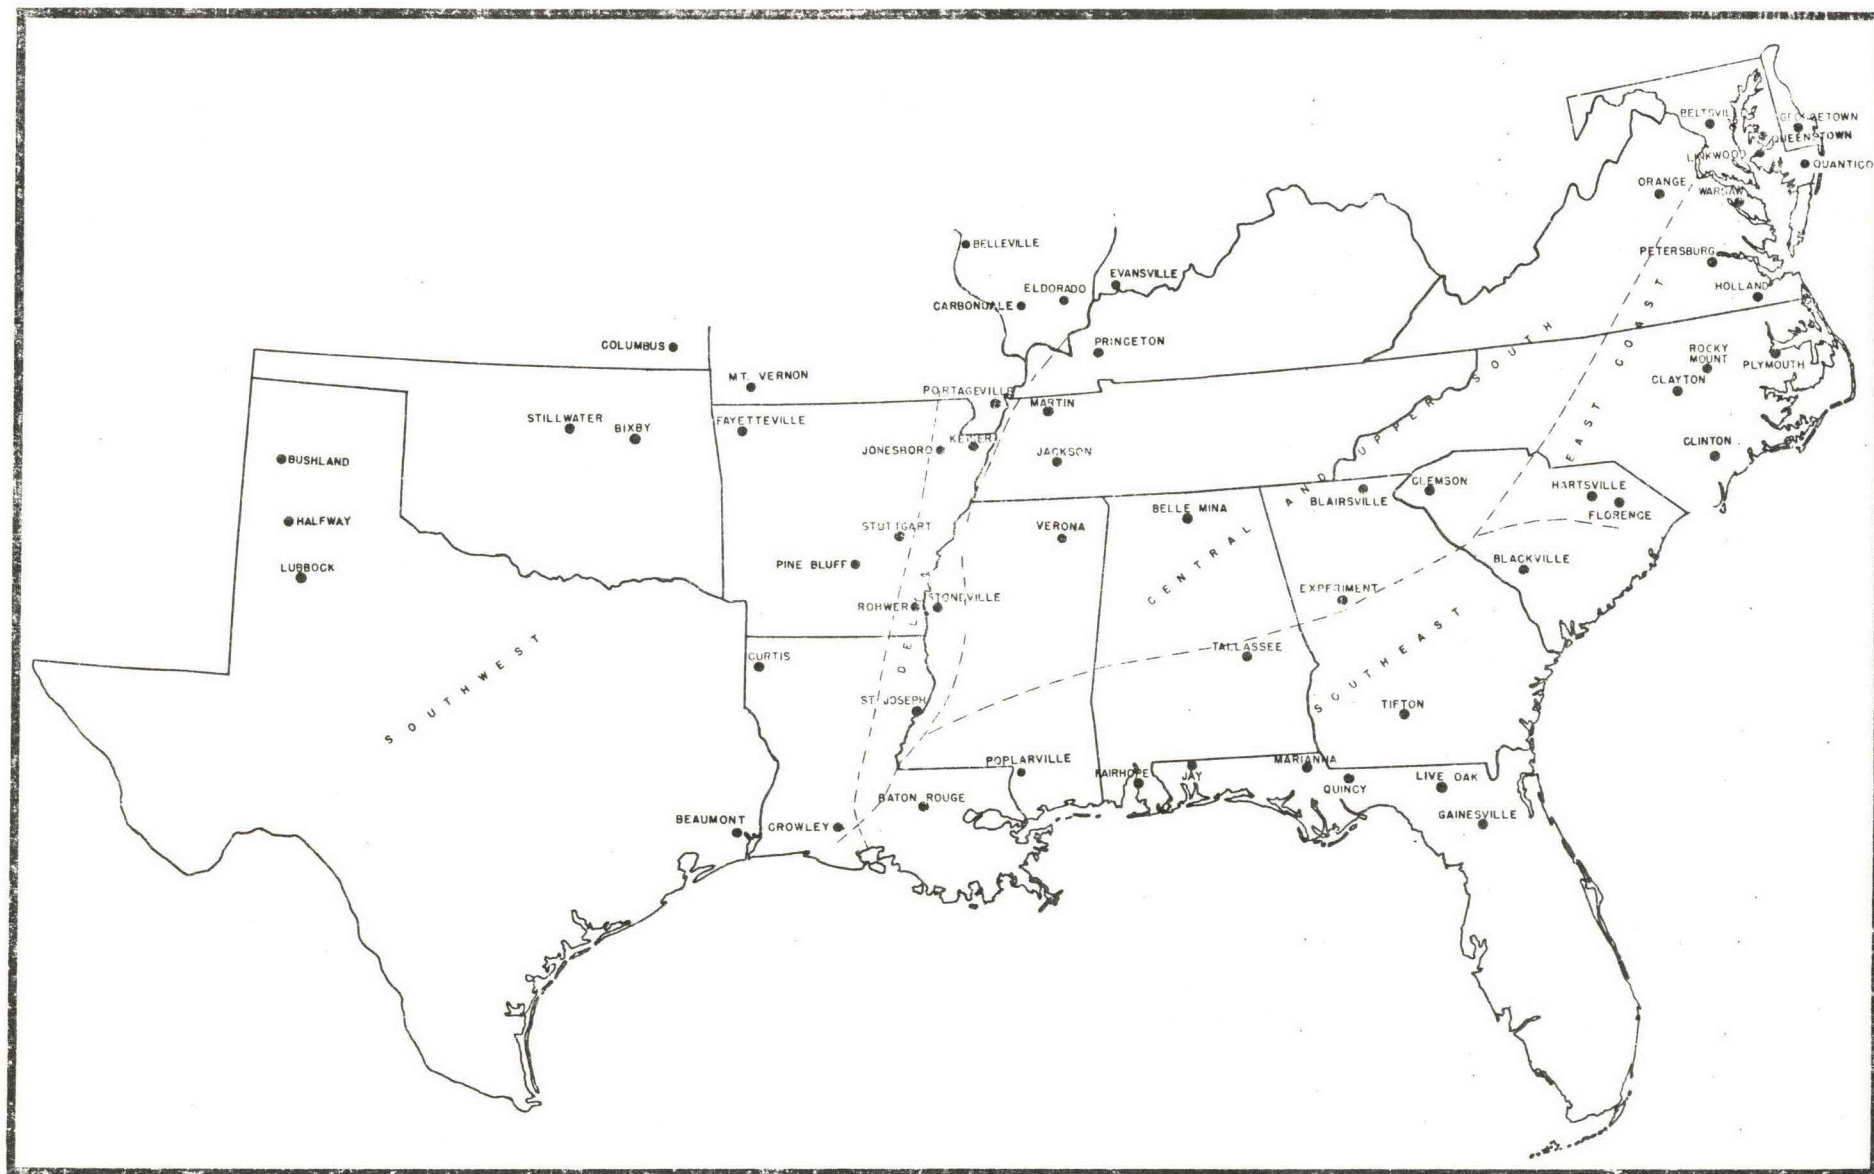 BELTSVILLE
GEORGETOWN
QUEENSTOWN
LINKWOOD
QUANTICO
ORANGE
WARSAW
PETERSBURG
HOLLAND
BELLEVILLE
EVANSVILLE
ELDORADO
CARBONDALE
PRINCETON
COLUMBUS
MT. VERNON
PORTAGEVILLE
MARTIN
ROCKY
MOUNT
PLYMOUTH
CLAYTON
STILLWATER
BIXBY
FAYETTEVILLE
JONESBORO
KEISER
JACKSON
CLINTON
BUSHLAND
HALFWAY
LUBBOCK
STUTTGART
PINE BLUFF
ROHWER
STONEVILLE
VERONA
BELLE MINA
BLAIRSVILLE
CLEMSON
HARTSVILLE
FLORENCE
BLACKVILLE
EXPERIMENT
TALLASSEE
TIFTON
CURTIS
ST. JOSEPH
POPLARVILLE
BATON ROUGE
BEAUMONT
CROWLEY
FAIRHOPE
JAY
MARIANNA
QUINCY
LIVE OAK
GAINESVILLE
SOUTHWEST
DELTA
CENTRAL AND UPPER SOUTH
EAST COAST
SOUTHEAST